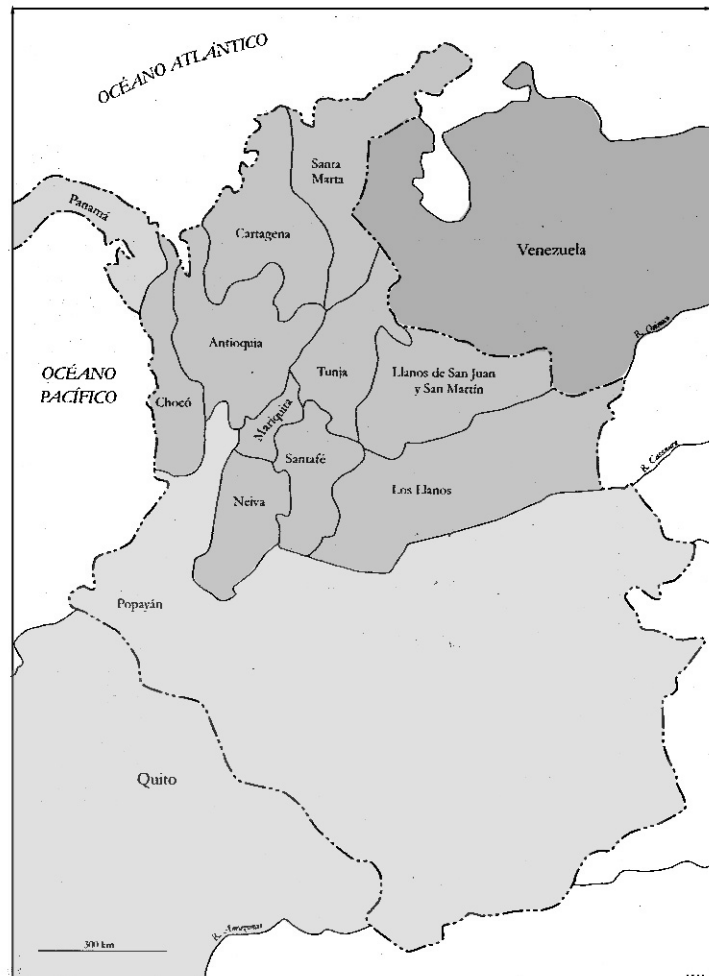 OCÉANO ATLÁNTICO
Santa
Marta
Panamá
Cartagena
Venezuela
R. Orinoco
Antioquia
OCÉANO
PACÍFICO
Tunja
Llanos de San Juan
y San Martín
Chocó
Mariquita
Santafé
R. Casanare
Neiva
Los Llanos
Popayán
Quito
R. Amazonas
300 km